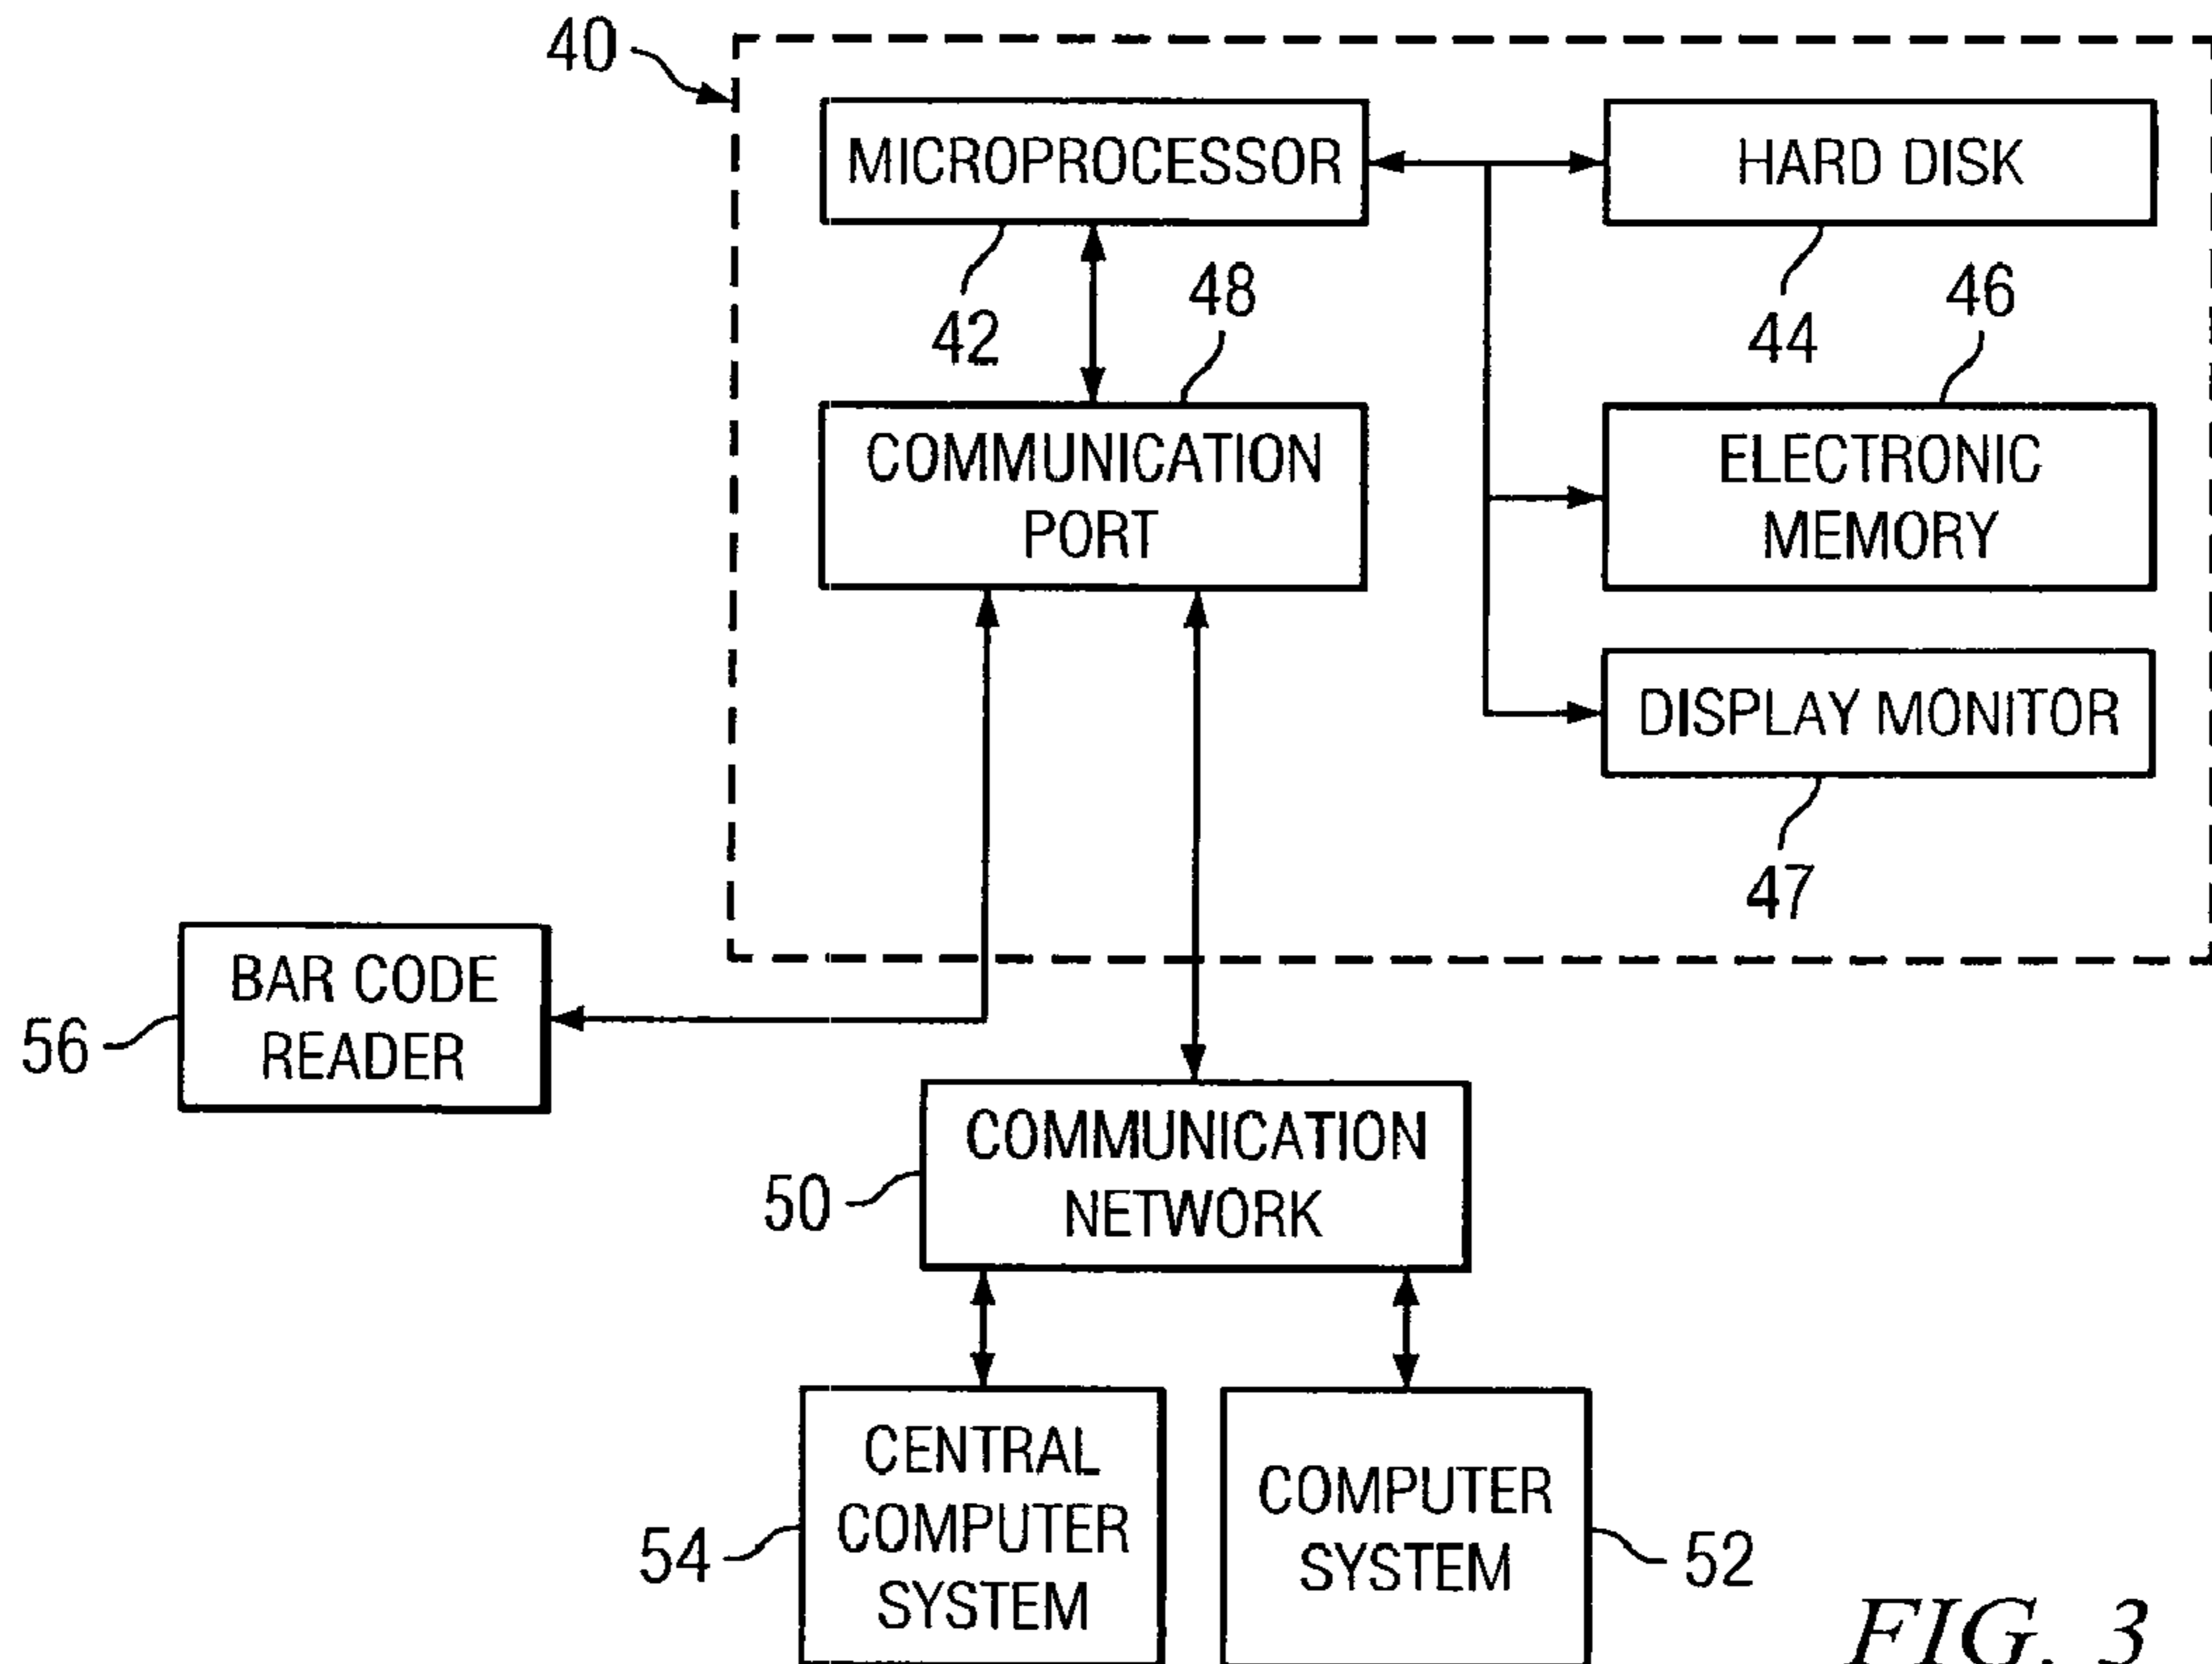 40
MICROPROCESSOR
HARD DISK
42
48
44
46
COMMUNICATION
PORT
ELECTRONIC
MEMORY
DISPLAY MONITOR
47
BAR CODE
READER
56
COMMUNICATION
NETWORK
50
CENTRAL
COMPUTER
SYSTEM
54
COMPUTER
SYSTEM
52
FIG. 3